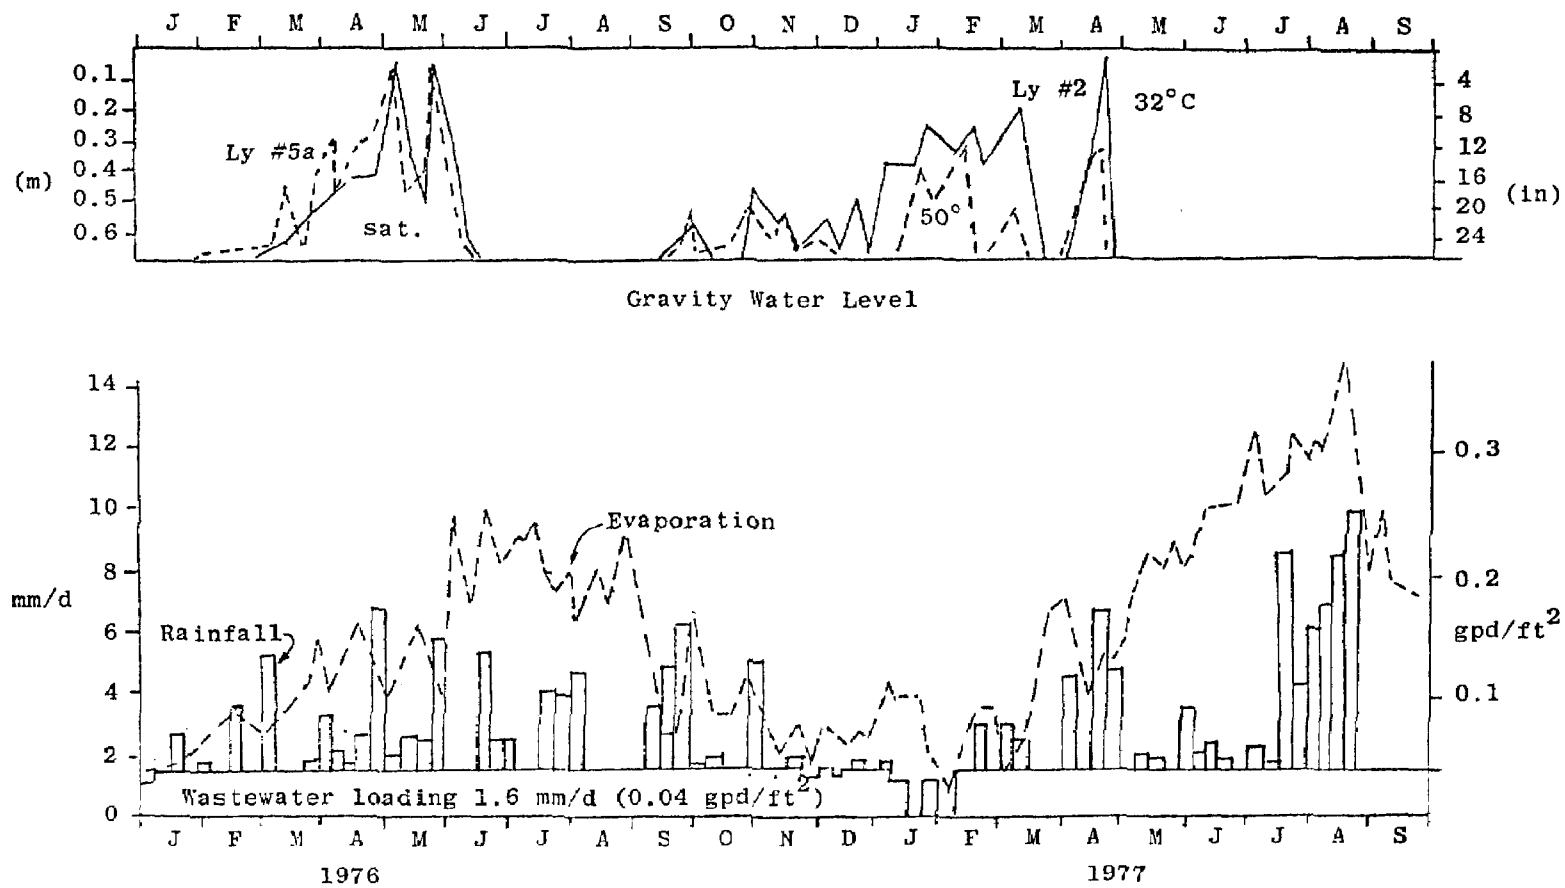 J F M A M J J A S O N D J F M A M J J A S
0.1
0.2
0.3
0.4
0.5
0.6
(m)
Ly #5a
sat.
50°
Ly #2
32°C
4
8
12
16
20
24
(in)
Gravity Water Level
14
12
10
8
6
4
2
0
mm/d
Rainfall
Evaporation
0.3
0.2
0.1
gpd/ft²
Wastewater loading 1.6 mm/d (0.04 gpd/ft²)
J F M A M J J A S O N D J F M A M J J A S
1976 1977